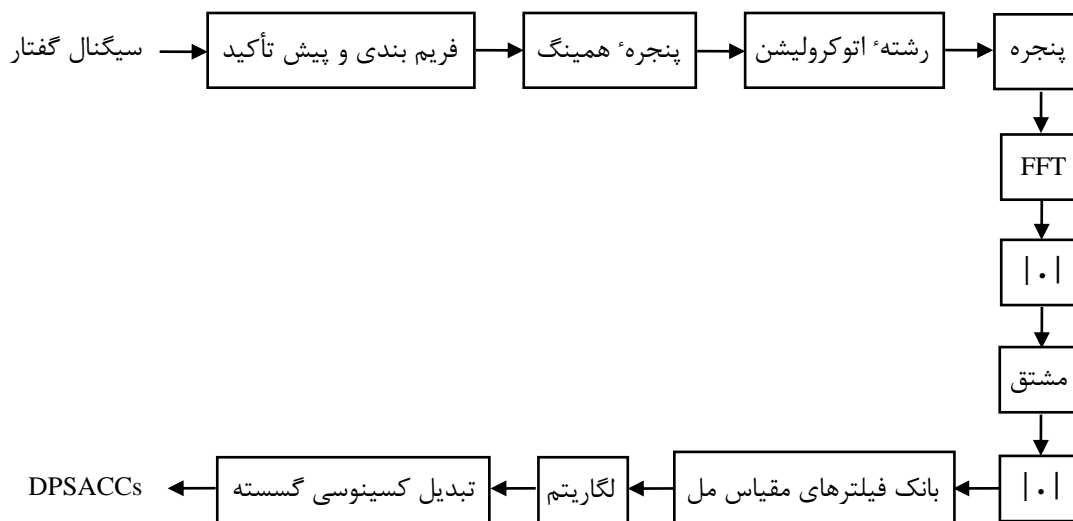 سیگنال گفتار
فریم بندی و پیش تأکید
پنجرهٔ همینگ
رشتهٔ اتوکرولیشن
پنجره
FFT
|.|
مشتق
|.|
بانک فیلترهای مقیاس مل
لگاریتم
تبدیل کسینوسی گسسته
DPSACCs